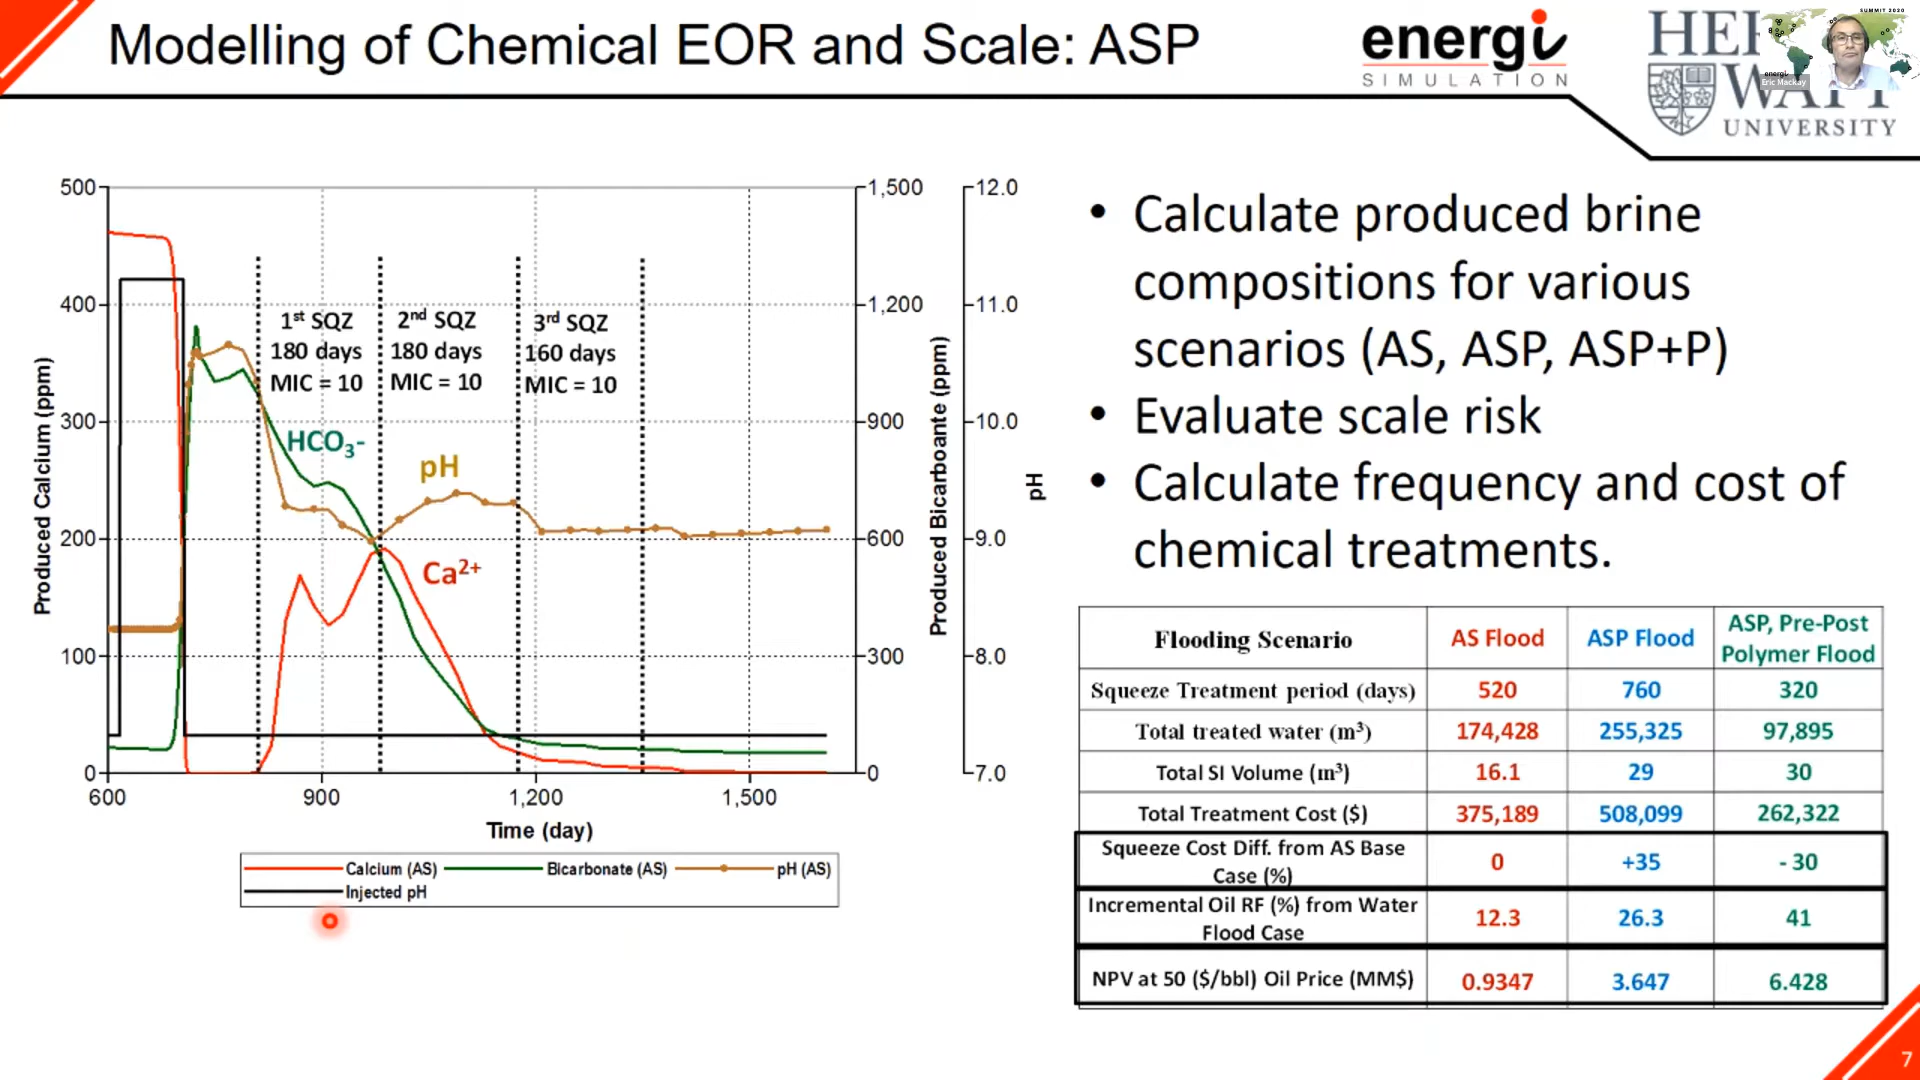 Modelling of Chemical EOR and Scale: ASP
energi
SIMULATION
UNIVERSITY
SUMMIT 2020
energi
Eric Mackay
500
400
300
200
100
0
Produced Calcium (ppm)
600
900
1,200
1,500
Time (day)
1,500
1,200
900
600
300
0
Produced Bicarboante (ppm)
12.0
11.0
10.0
9.0
8.0
7.0
pH
1st SQZ
180 days
MIC = 10
2nd SQZ
180 days
MIC = 10
3rd SQZ
160 days
MIC = 10
HCO3-
pH
Ca2+
Calcium (AS)
Bicarbonate (AS)
pH (AS)
Injected pH
• Calculate produced brine
compositions for various
scenarios (AS, ASP, ASP+P)
• Evaluate scale risk
• Calculate frequency and cost of
chemical treatments.
Flooding Scenario AS Flood ASP Flood ASP, Pre-Post
Polymer Flood
Squeeze Treatment period (days) 520 760 320
Total treated water (m³) 174,428 255,325 97,895
Total SI Volume (m³) 16.1 29 30
Total Treatment Cost ($) 375,189 508,099 262,322
Squeeze Cost Diff. from AS Base
Case (%) 0 +35 - 30
Incremental Oil RF (%) from Water
Flood Case 12.3 26.3 41
NPV at 50 ($/bbl) Oil Price (MM$) 0.9347 3.647 6.428
7